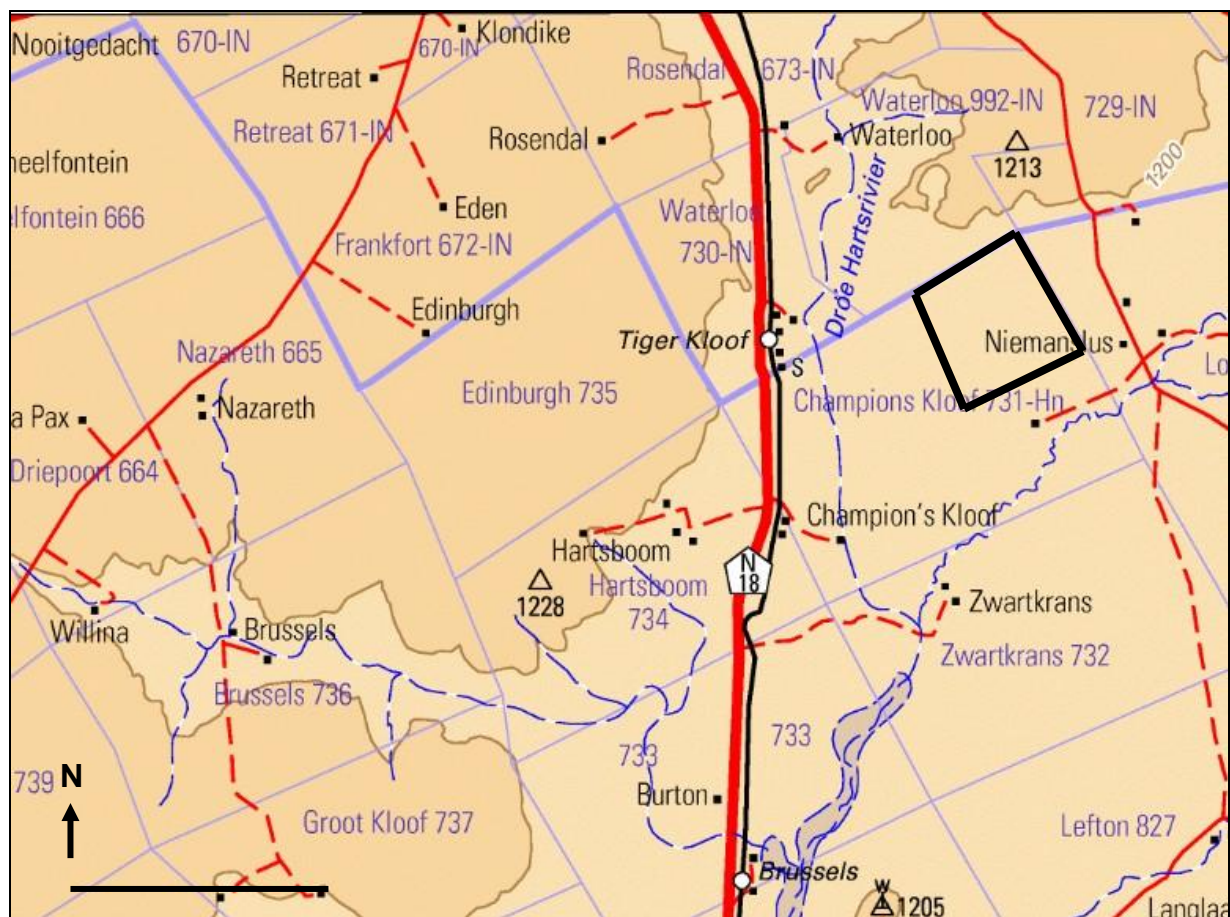 Nooitgedacht
670-IN
670-IN
Klondike
Retreat
Rosendal
673-IN
Waterloo 992-IN
729-IN
Retreat 671-IN
Rosendal
Waterloo
1213
1200
heelfontein
Eden
elfontein 666
Frankfort 672-IN
Waterloo
730-IN
Droë Hartsrivier
Edinburgh
Tiger Kloof
Niemanslus
Nazareth 665
S
Lo
Edinburgh 735
Champions Kloof 731-Hn
a Pax
Nazareth
Driepoort 664
Champion's Kloof
Hartsboom
N
18
1228
Hartsboom
734
Zwartkrans
Willina
Brussels
Zwartkrans 732
Brussels 736
733
733
739
N
Burton
Groot Kloof 737
Lefton 827
Brussels
W
1205
Langlaa